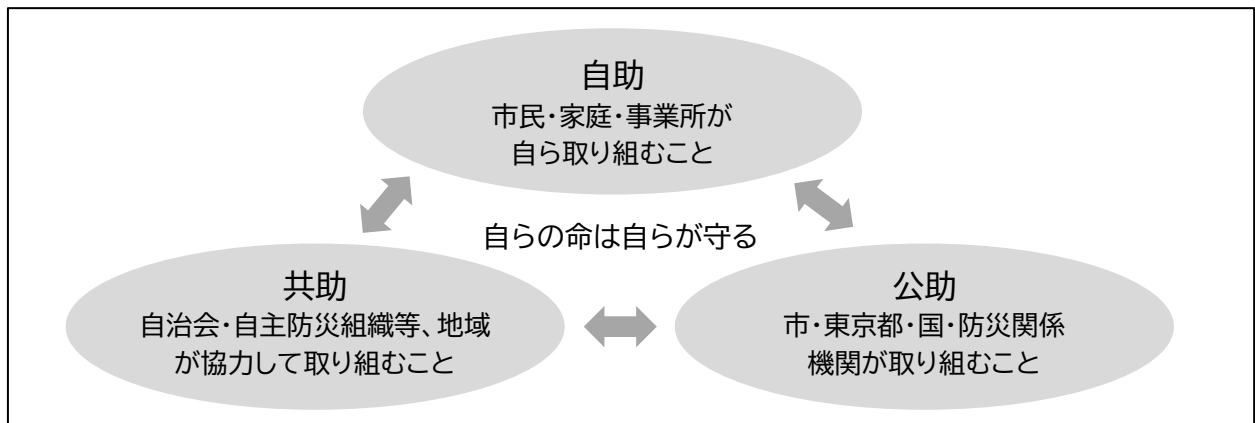 自助
市民・家庭・事業所が
自ら取り組むこと
自らの命は自らが守る
共助
自治会・自主防災組織等、地域
が協力して取り組むこと
公助
市・東京都・国・防災関係
機関が取り組むこと